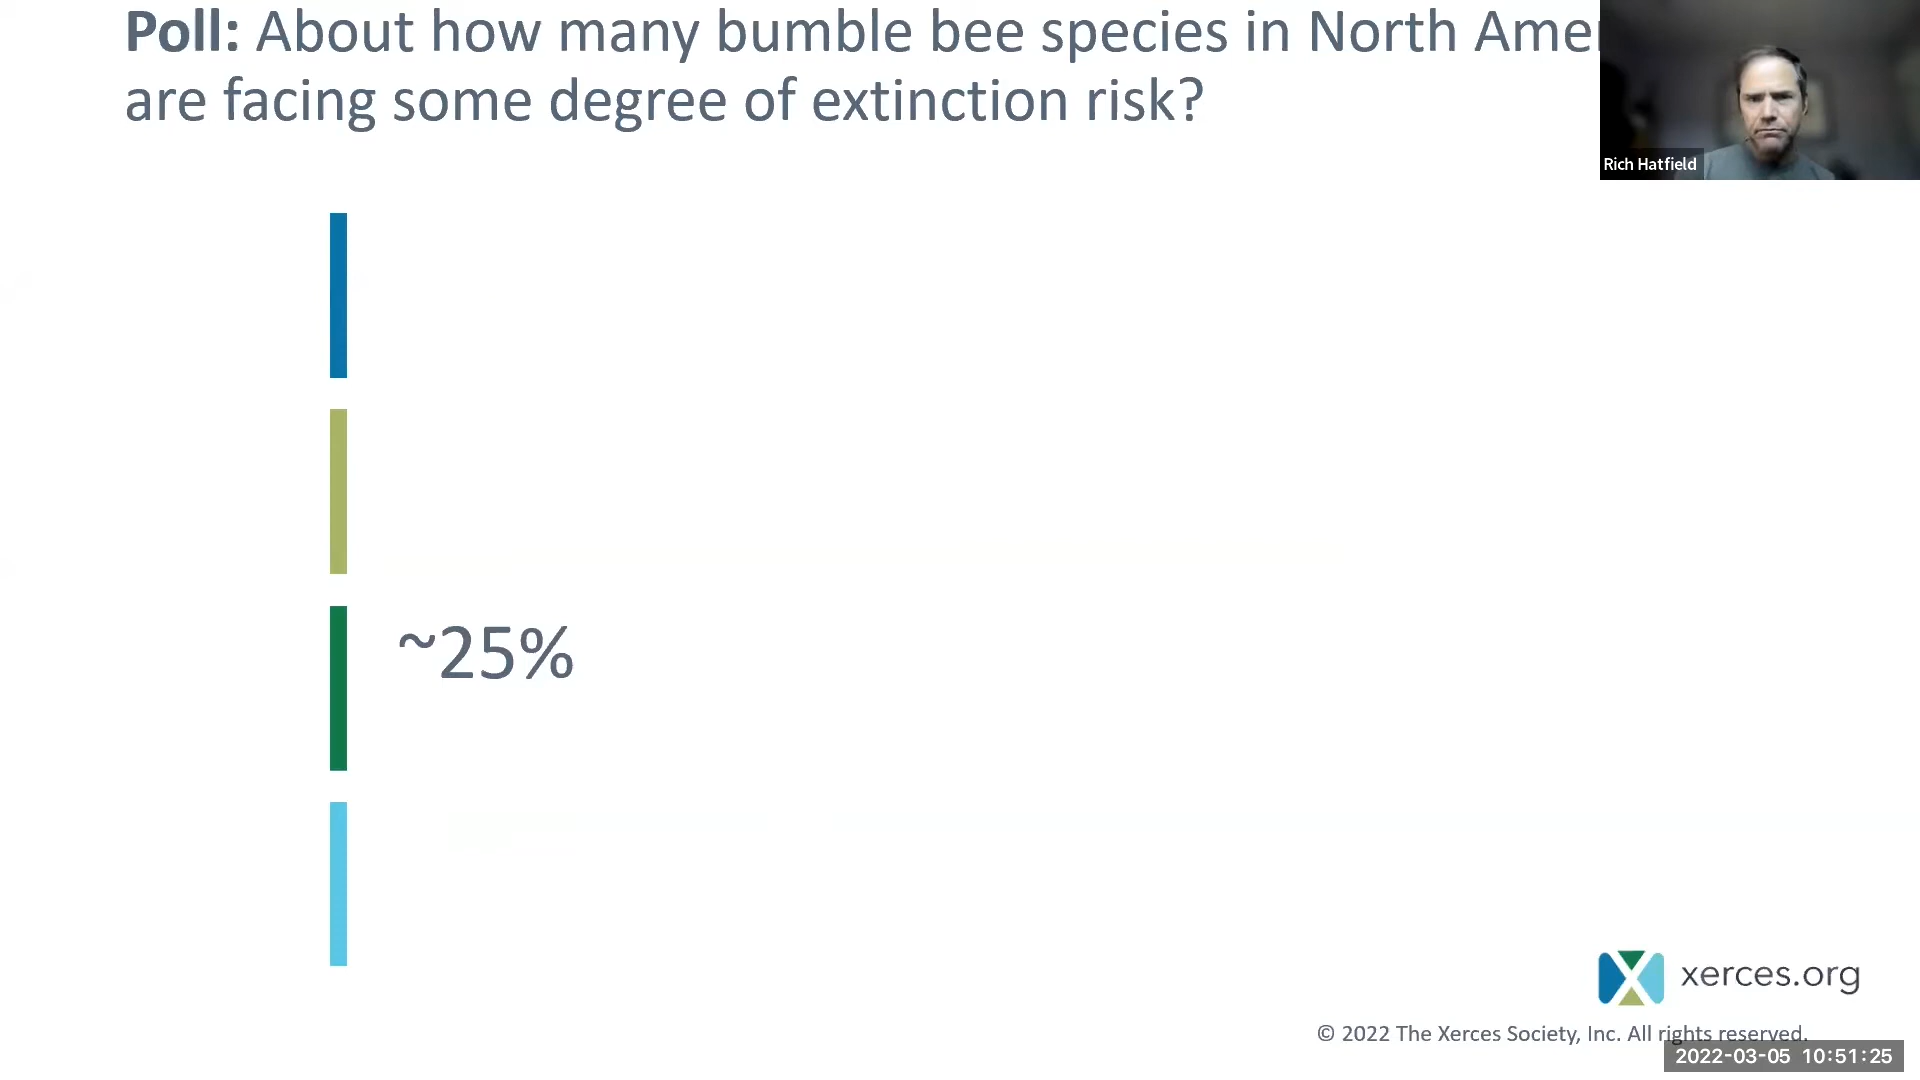 Poll: About how many bumble bee species in North Amer
are facing some degree of extinction risk?
Rich Hatfield
~25%
xerces.org
© 2022 The Xerces Society, Inc. All rights reserved.
2022-03-05 10:51:25